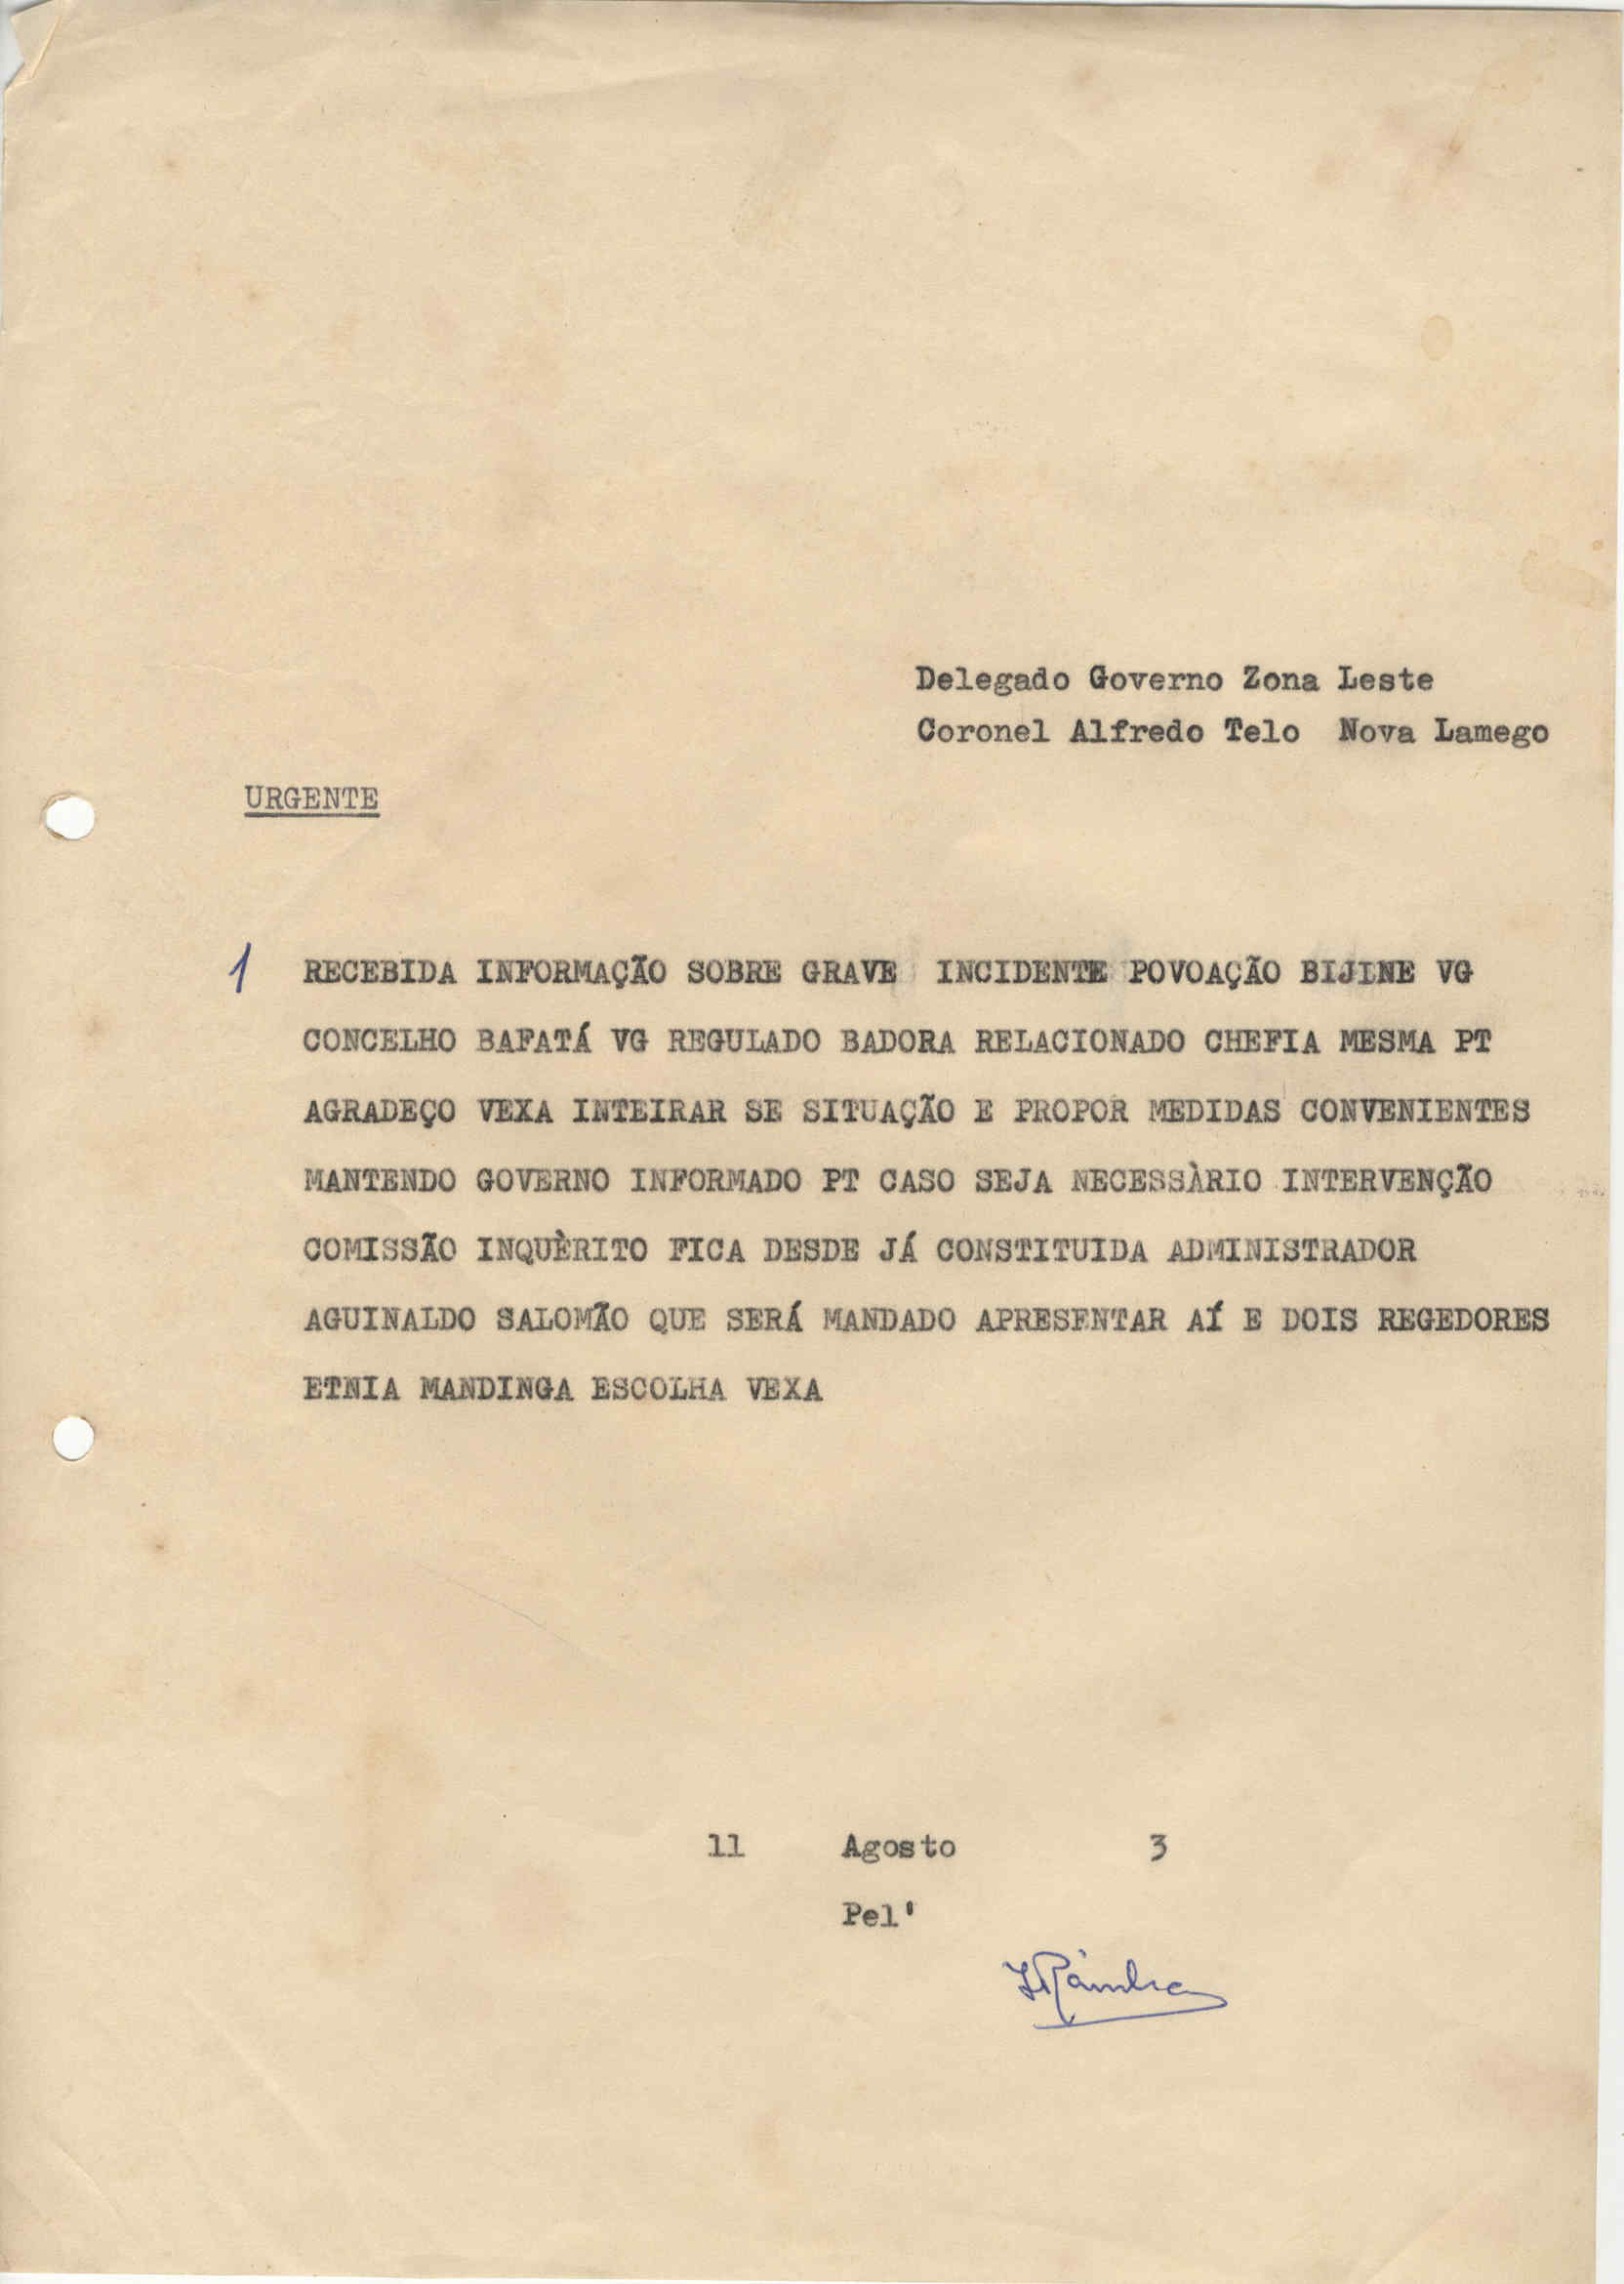 Delegado Governo Zona Leste
Coronel Alfredo Telo Nova Lamego
URGENTE
1 RECEBIDA INFORMAÇÃO SOBRE GRAVE INCIDENTE POVOAÇÃO BIJINE VG
CONCELHO BAFATÁ VG REGULADO BADORA RELACIONADO CHEFIA MESMA PT
AGRADEÇO VEXA INTEIRAR SE SITUAÇÃO E PROPOR MEDIDAS CONVENIENTES
MANTENDO GOVERNO INFORMADO PT CASO SEJA NECESSÀRIO INTERVENÇÃO
COMISSÃO INQUÈRITO FICA DESDE JÁ CONSTITUIDA ADMINISTRADOR
AGUINALDO SALOMÃO QUE SERÁ MANDADO APRESENTAR AÍ E DOIS REGEDORES
ETNIA MANDINGA ESCOLHA VEXA
11 Agosto 3
Pel'